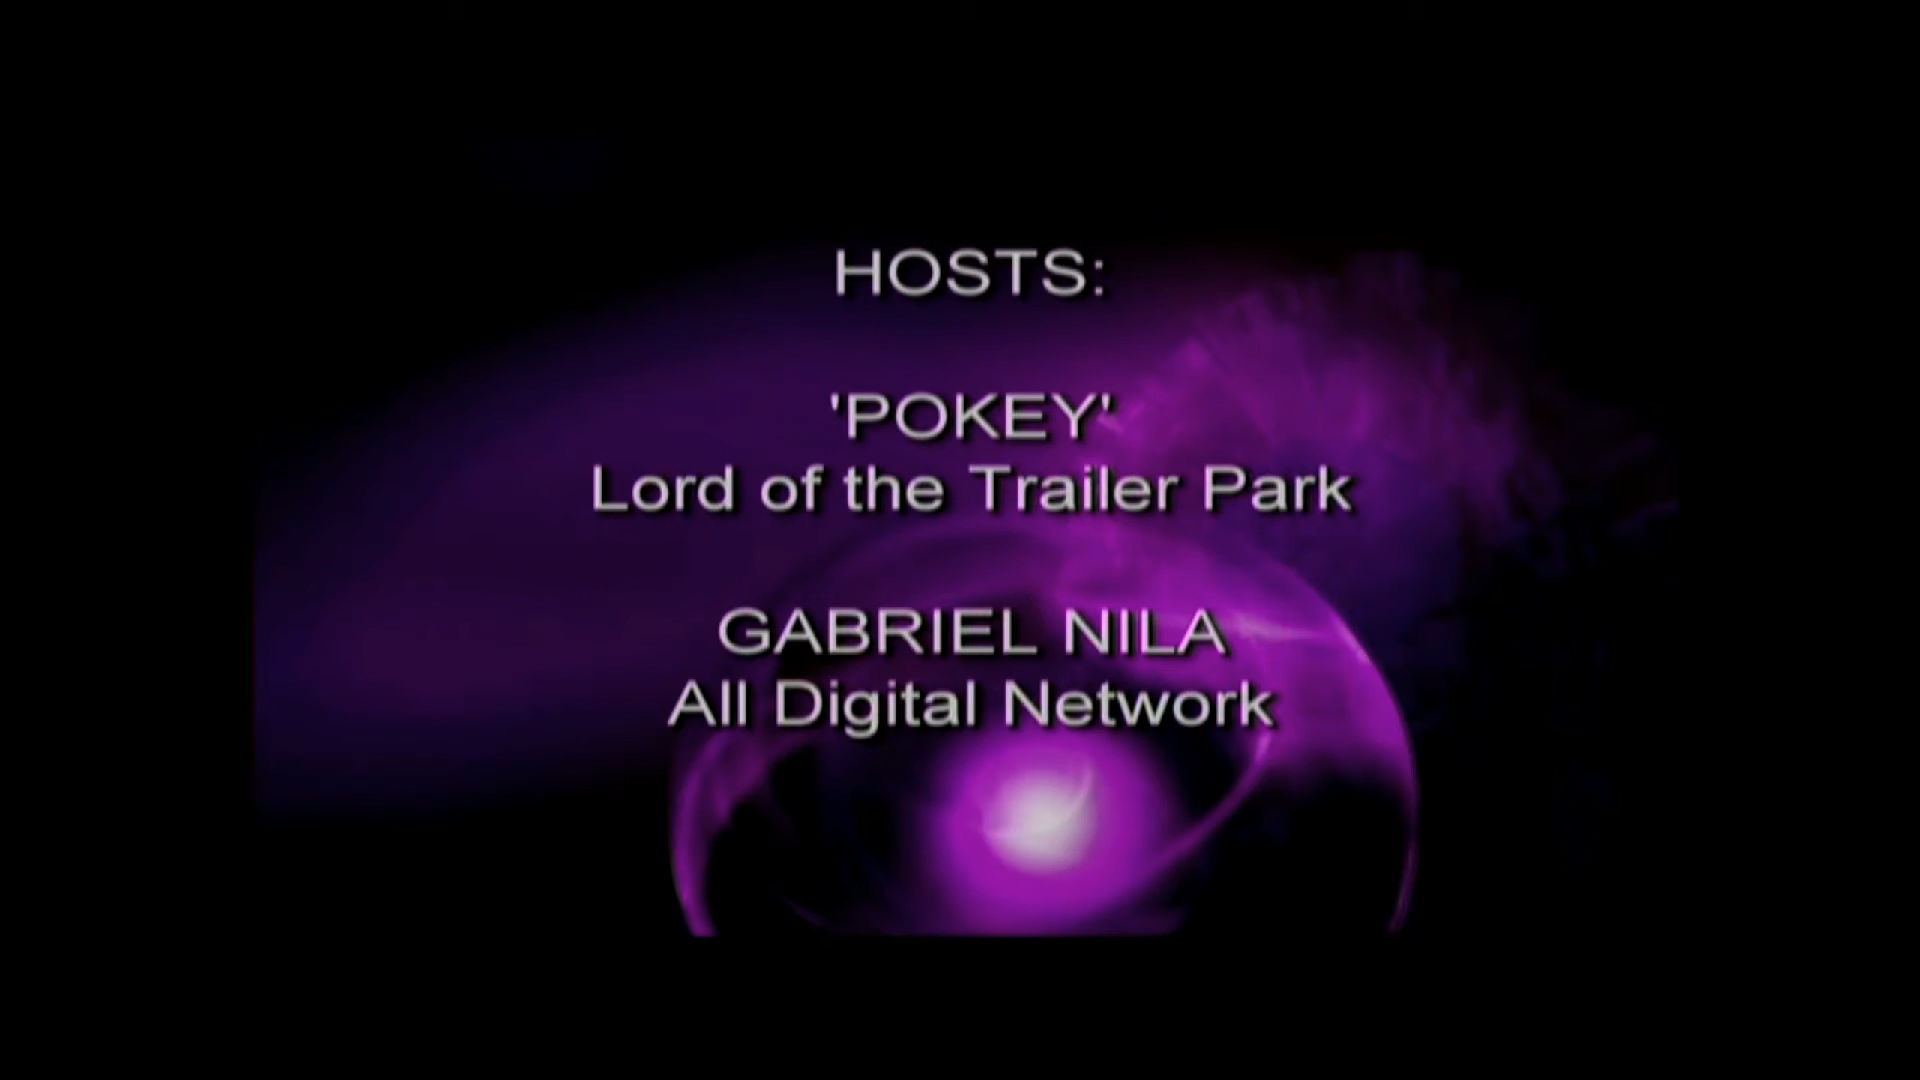 HOSTS:
'POKEY'
Lord of the Trailer Park
GABRIEL NILA
All Digital Network